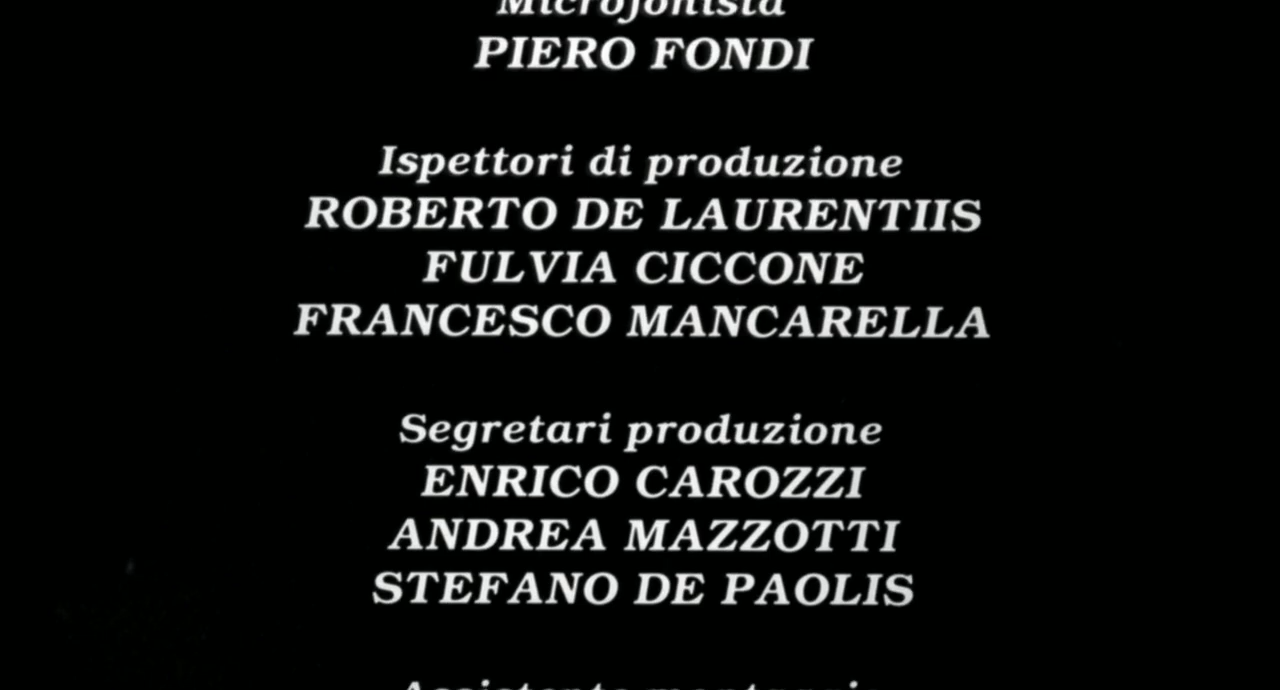 Microfonista
PIERO FONDI
Ispettori di produzione
ROBERTO DE LAURENTIIS
FULVIA CICCONE
FRANCESCO MANCARELLA
Segretari produzione
ENRICO CAROZZI
ANDREA MAZZOTTI
STEFANO DE PAOLIS